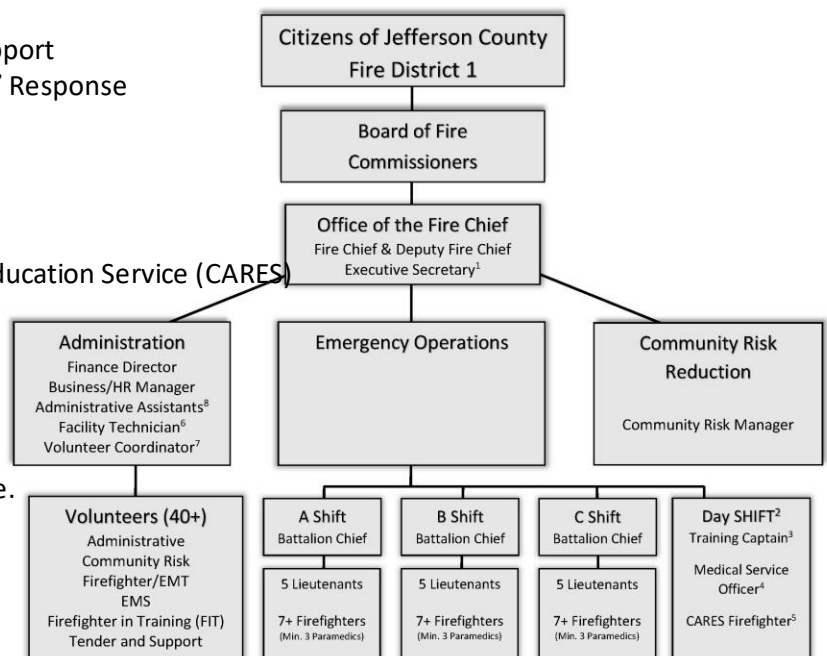 pport
Response
ducation Service (CARES)
e.
Citizens of Jefferson County
Fire District 1
Board of Fire
Commissioners
Office of the Fire Chief
Fire Chief & Deputy Fire Chief
Executive Secretary¹
Administration
Finance Director
Business/HR Manager
Administrative Assistants⁸
Facility Technician⁶
Volunteer Coordinator⁷
Emergency Operations
Community Risk
Reduction
Community Risk Manager
Volunteers (40+)
Administrative
Community Risk
Firefighter/EMT
EMS
Firefighter in Training (FIT)
Tender and Support
A Shift
Battalion Chief
5 Lieutenants
7+ Firefighters
(Min. 3 Paramedics)
B Shift
Battalion Chief
5 Lieutenants
7+ Firefighters
(Min. 3 Paramedics)
C Shift
Battalion Chief
5 Lieutenants
7+ Firefighters
(Min. 3 Paramedics)
Day SHIFT²
Training Captain³
Medical Service
Officer⁴
CARES Firefighter⁵